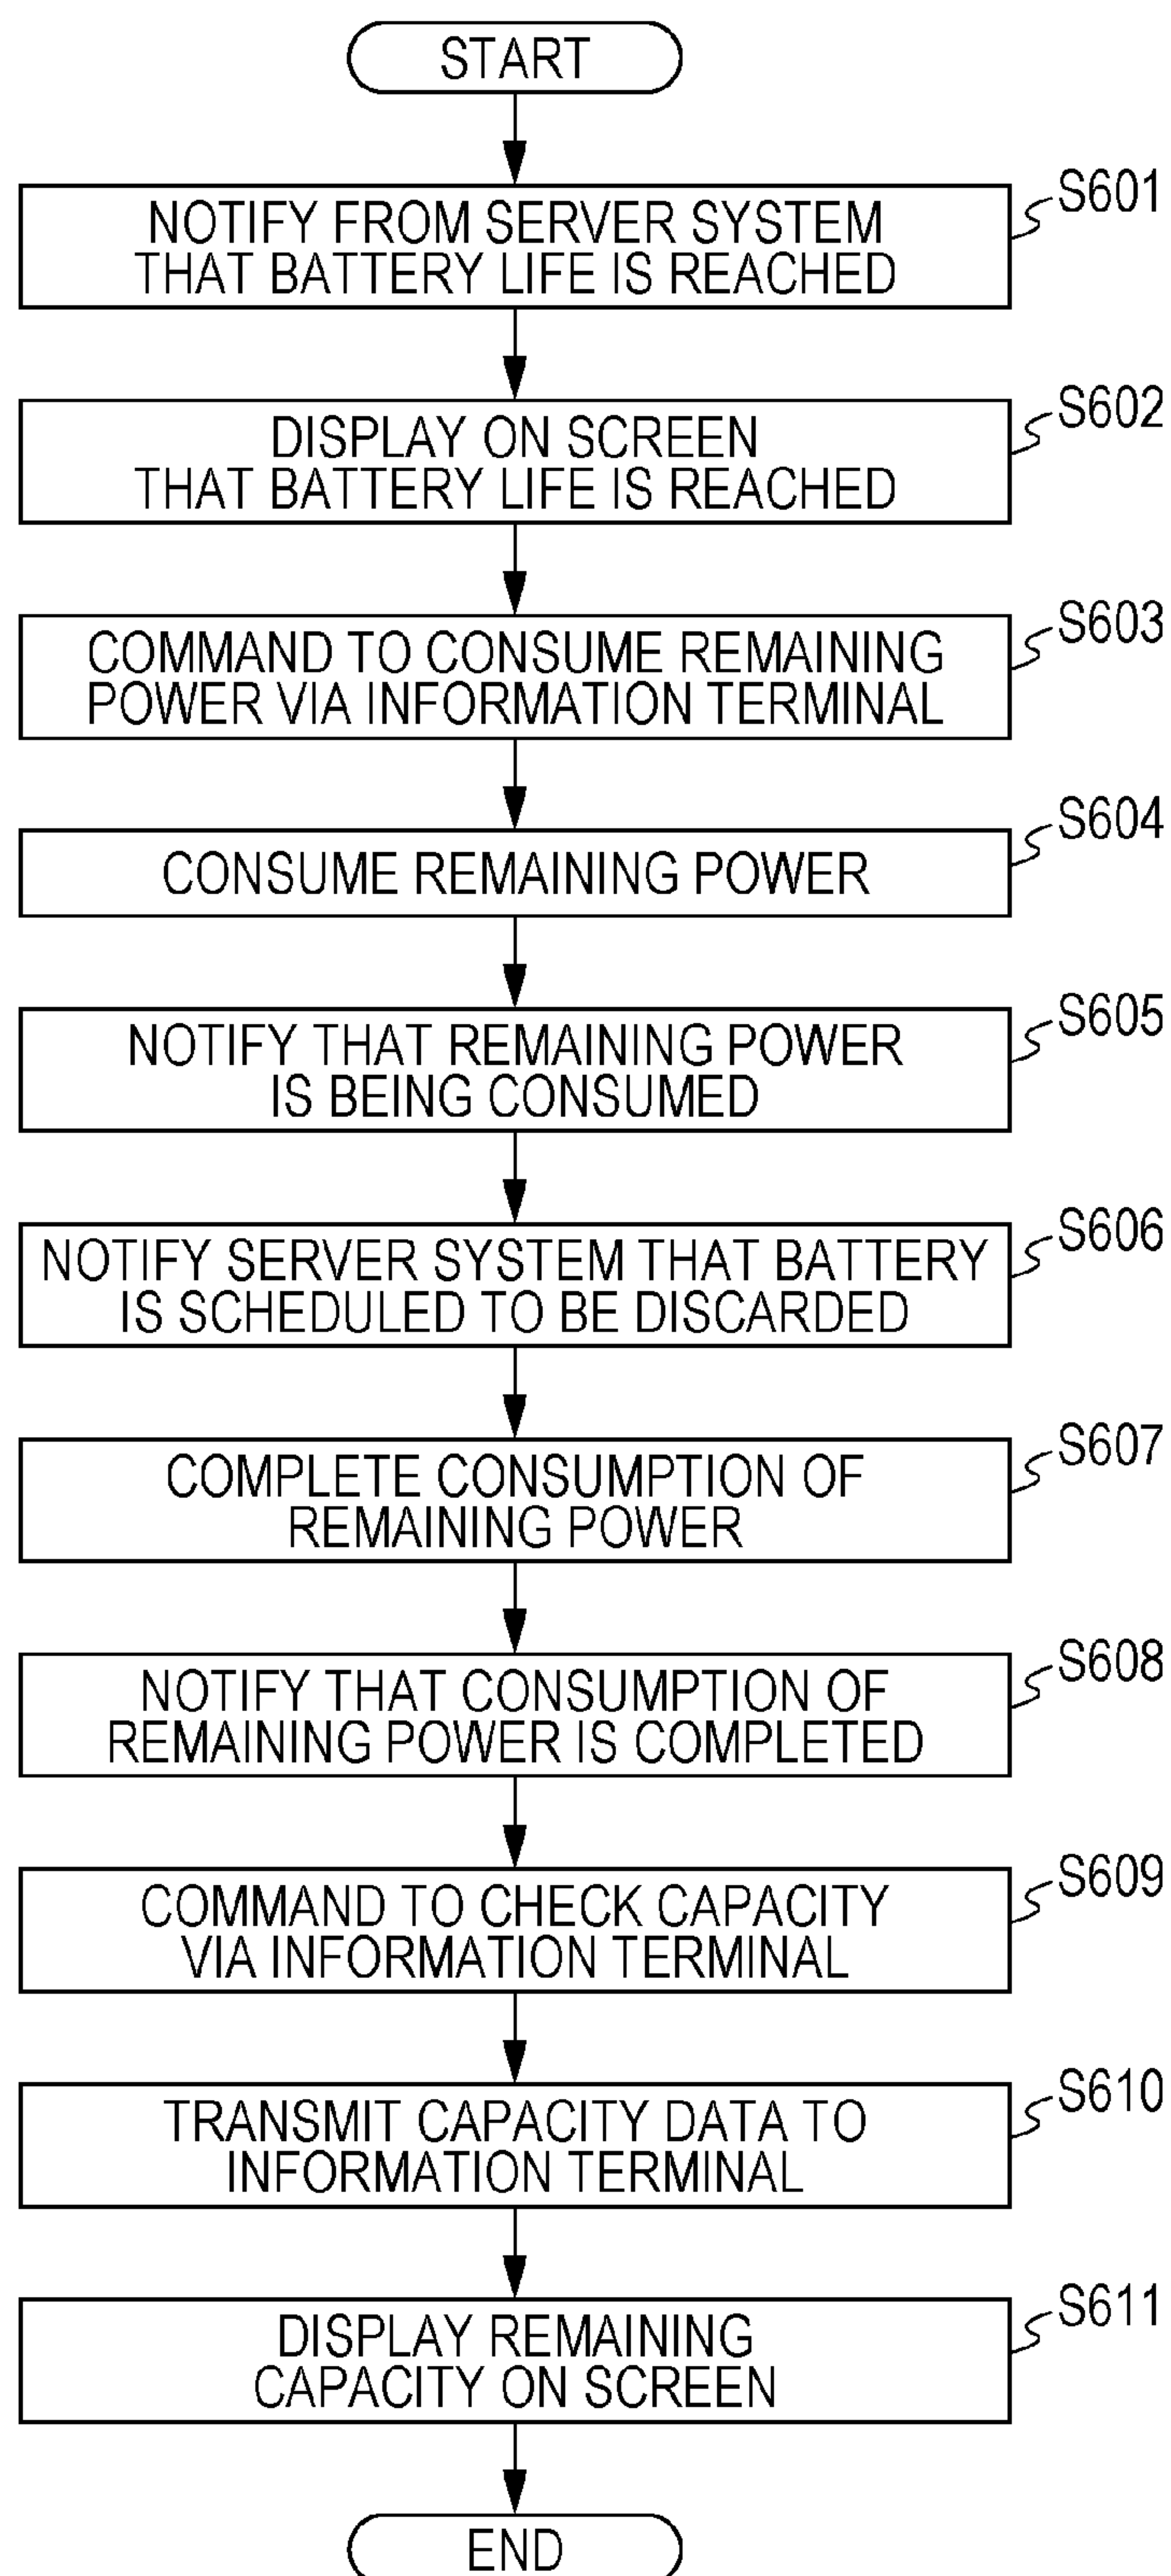 START
S601
NOTIFY FROM SERVER SYSTEM
THAT BATTERY LIFE IS REACHED
S602
DISPLAY ON SCREEN
THAT BATTERY LIFE IS REACHED
S603
COMMAND TO CONSUME REMAINING
POWER VIA INFORMATION TERMINAL
S604
CONSUME REMAINING POWER
S605
NOTIFY THAT REMAINING POWER
IS BEING CONSUMED
S606
NOTIFY SERVER SYSTEM THAT BATTERY
IS SCHEDULED TO BE DISCARDED
S607
COMPLETE CONSUMPTION OF
REMAINING POWER
S608
NOTIFY THAT CONSUMPTION OF
REMAINING POWER IS COMPLETED
S609
COMMAND TO CHECK CAPACITY
VIA INFORMATION TERMINAL
S610
TRANSMIT CAPACITY DATA TO
INFORMATION TERMINAL
S611
DISPLAY REMAINING
CAPACITY ON SCREEN
END